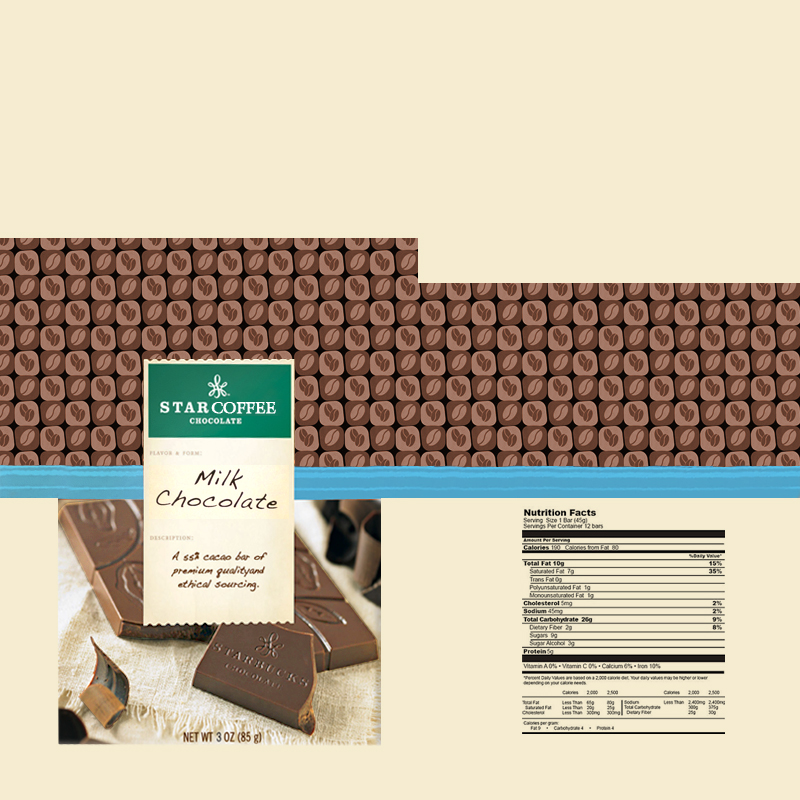 STAR COFFEE
CHOCOLATE
FLAVOR & FORM:
Milk
Chocolate
DESCRIPTION:
A 55% cacao bar of
premium qualityand
ethical sourcing.
STARBUCKS
CHOCOLATE
NET WT 3 OZ (85 g)
Nutrition Facts
Serving Size 1 Bar (45g)
Servings Per Container 12 bars
Amount Per Serving
Calories 190 Calories from Fat 80
%Daily Value*
Total Fat 10g 15%
Saturated Fat 7g 35%
Trans Fat 0g
Polyunsaturated Fat 1g
Monounsaturated Fat 1g
Cholesterol 5mg 2%
Sodium 45mg 2%
Total Carbohydrate 26g 9%
Dietary Fiber 2g 8%
Sugars 9g
Sugar Alcohol 3g
Protein 5g
Vitamin A 0% • Vitamin C 0% • Calcium 6% • Iron 10%
*Percent Daily Values are based on a 2,000 calorie diet. Your daily values may be higher or lower
depending on your calorie needs.
Calories 2,000 2,500 Calories 2,000 2,500
Total Fat Less Than 65g 80g Sodium Less Than 2,400mg 2,400mg
Saturated Fat Less Than 20g 25g Total Carbohydrate 300g 375g
Cholesterol Less Than 300mg 300mg Dietary Fiber 25g 30g
Calories per gram:
Fat 9 • Carbohydrate 4 • Protein 4